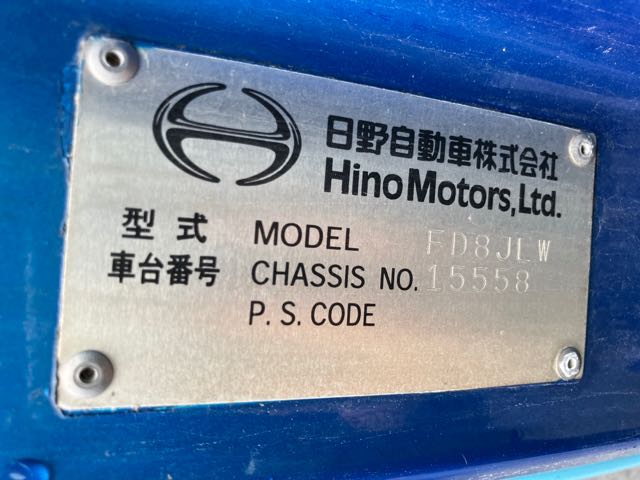 日野自動車株式会社
Hino Motors, Ltd.
型式 MODEL FD8JLW
車台番号 CHASSIS NO. 15558
P. S. CODE